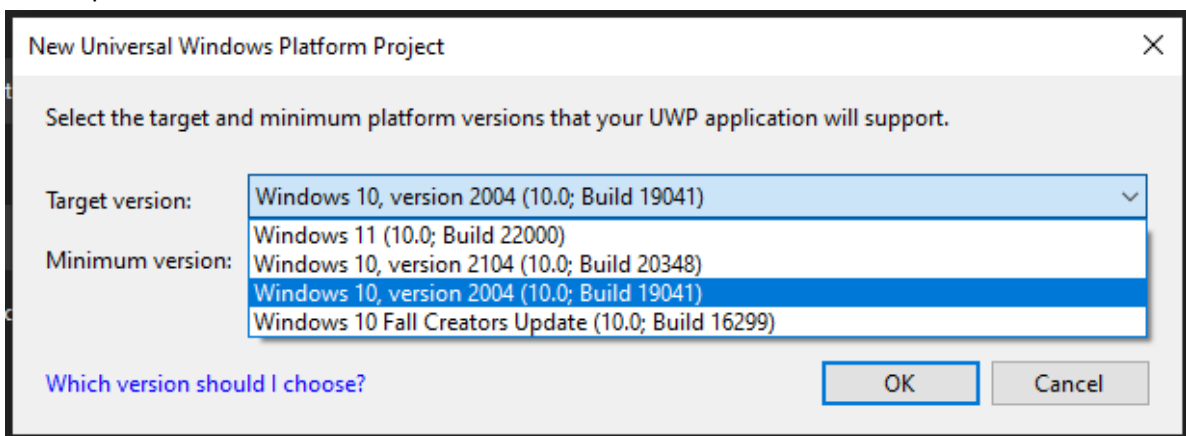 New Universal Windows Platform Project
Select the target and minimum platform versions that your UWP application will support.
Target version: Windows 10, version 2004 (10.0; Build 19041)
Windows 11 (10.0; Build 22000)
Minimum version: Windows 10, version 2104 (10.0; Build 20348)
Windows 10, version 2004 (10.0; Build 19041)
Windows 10 Fall Creators Update (10.0; Build 16299)
Which version should I choose? OK Cancel